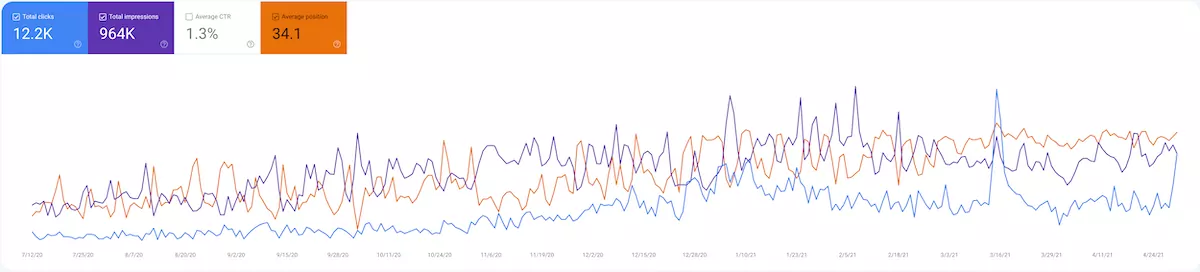 Total clicks
12.2K
Total impressions
964K
Average CTR
1.3%
Average position
34.1
7/12/20 7/25/20 8/7/20 8/20/20 9/2/20 9/15/20 9/28/20 10/11/20 10/24/20 11/6/20 11/19/20 12/2/20 12/15/20 12/28/20 1/10/21 1/23/21 2/5/21 2/18/21 3/3/21 3/16/21 3/29/21 4/11/21 4/24/21